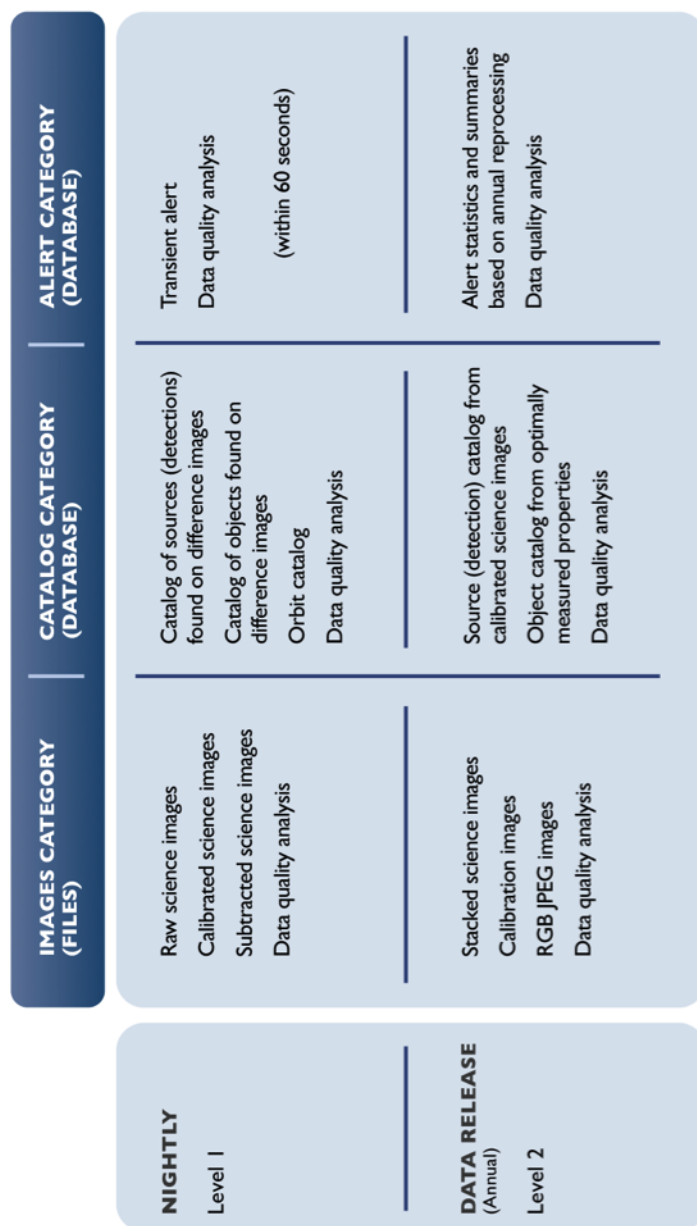 IMAGES CATEGORY
(FILES)
CATALOG CATEGORY
(DATABASE)
ALERT CATEGORY
(DATABASE)
NIGHTLY
Level 1
Raw science images
Calibrated science images
Subtracted science images
Data quality analysis
Catalog of sources (detections)
found on difference images
Catalog of objects found on
difference images
Orbit catalog
Data quality analysis
Transient alert
Data quality analysis
(within 60 seconds)
DATA RELEASE
(Annual)
Level 2
Stacked science images
Calibration images
RGB JPEG images
Data quality analysis
Source (detection) catalog from
calibrated science images
Object catalog from optimally
measured properties
Data quality analysis
Alert statistics and summaries
based on annual reprocessing
Data quality analysis